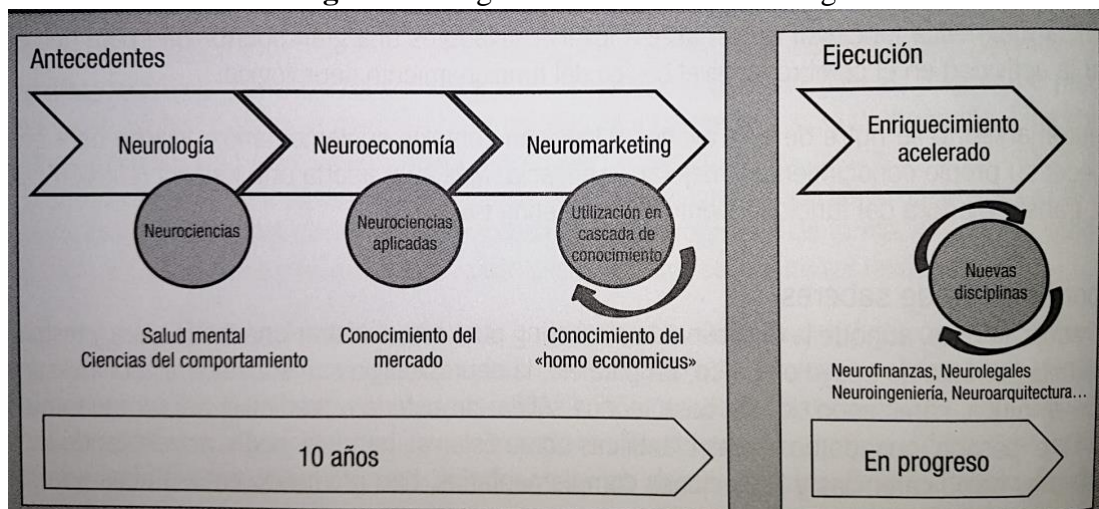 Antecedentes
Neurología
Neuroeconomía
Neuromarketing
Neurociencias
Neurociencias
aplicadas
Utilización en
cascada de
conocimiento
Salud mental
Ciencias del comportamiento
Conocimiento del
mercado
Conocimiento del
«homo economicus»
10 años
Ejecución
Enriquecimiento
acelerado
Nuevas
disciplinas
Neurofinanzas, Neurolegales
Neuroingeniería, Neuroarquitectura...
En progreso